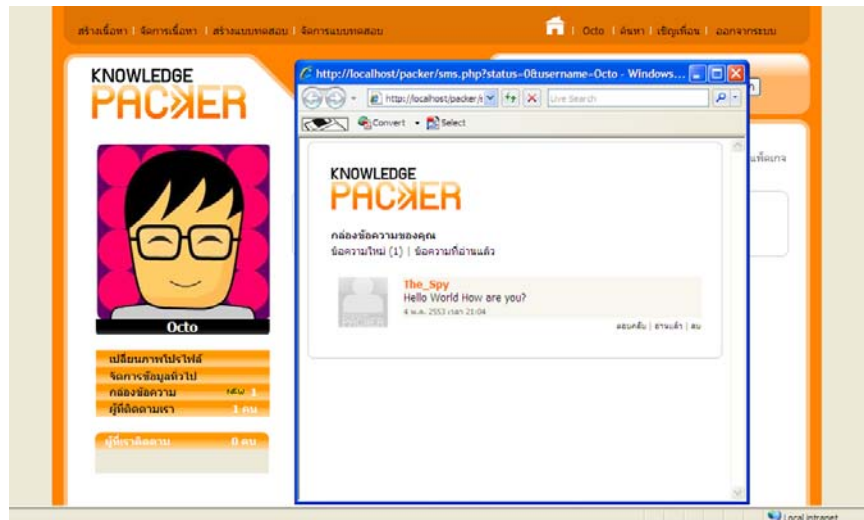 สร้างเนื้อหา | จัดการเนื้อหา | สร้างแบบทดสอบ | จัดการแบบทดสอบ
| Octo | ค้นหา | เชิญเพื่อน | ออกจากระบบ
KNOWLEDGE
PACKER
Octo
เปลี่ยนภาพโปรไฟล์
จัดการข้อมูลทั่วไป
กล่องข้อความ NEW 1
ผู้ที่ติดตามเรา 1 คน
ผู้ที่เราติดตาม 0 คน
http://localhost/packer/sms.php?status=0&username=Octo - Windows...
http://localhost/packer/s
Live Search
Convert
Select
KNOWLEDGE
PACKER
กล่องข้อความของคุณ
ข้อความใหม่ (1) | ข้อความที่อ่านแล้ว
The_Spy
Hello World How are you?
4 พ.ค. 2553 เวลา 21:04
ตอบกลับ | อ่านแล้ว | ลบ
Local intranet